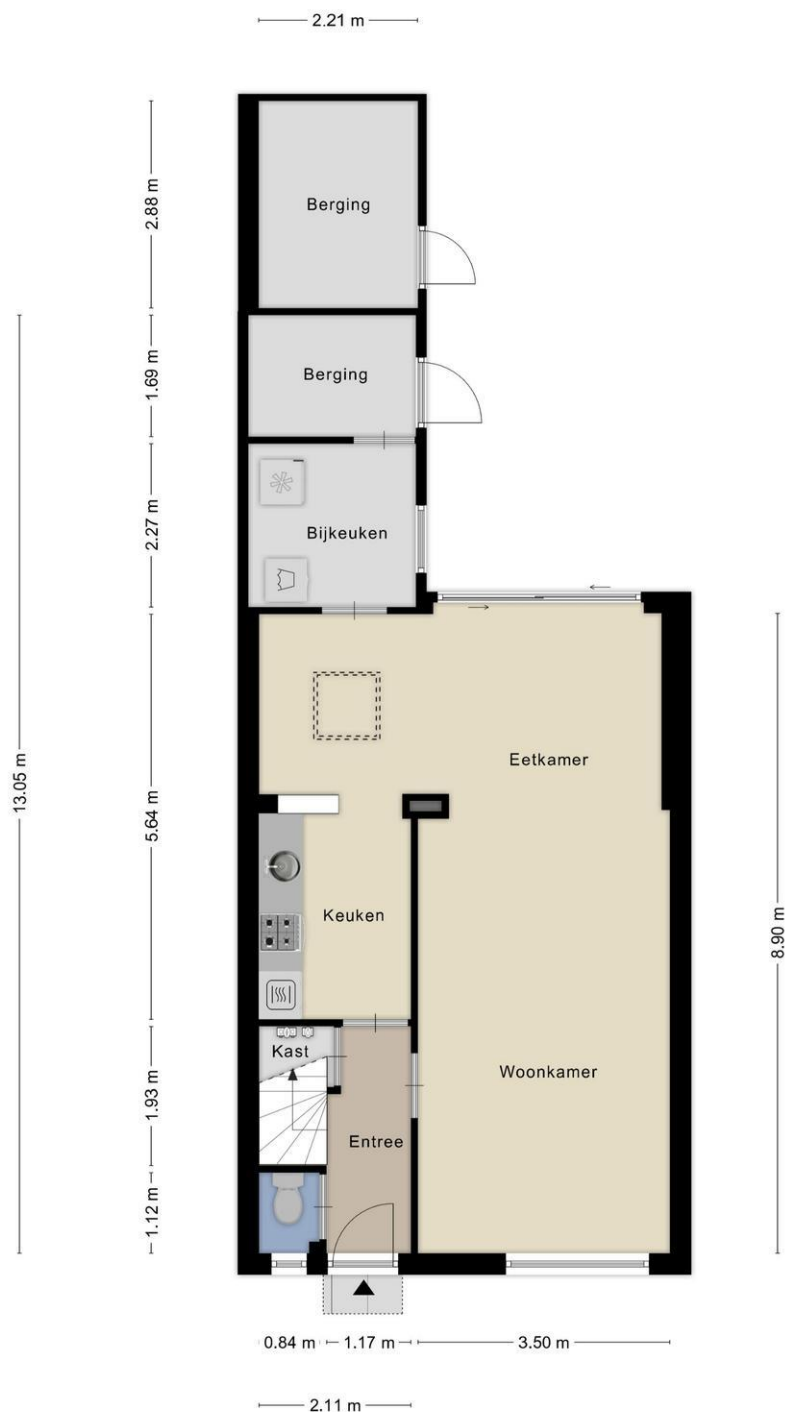 2.21 m
2.88 m
Berging
1.69 m
Berging
2.27 m
Bijkeuken
13.05 m
5.64 m
Eetkamer
8.90 m
Keuken
Kast
1.93 m
Woonkamer
Entree
1.12 m
0.84 m
1.17 m
3.50 m
2.11 m